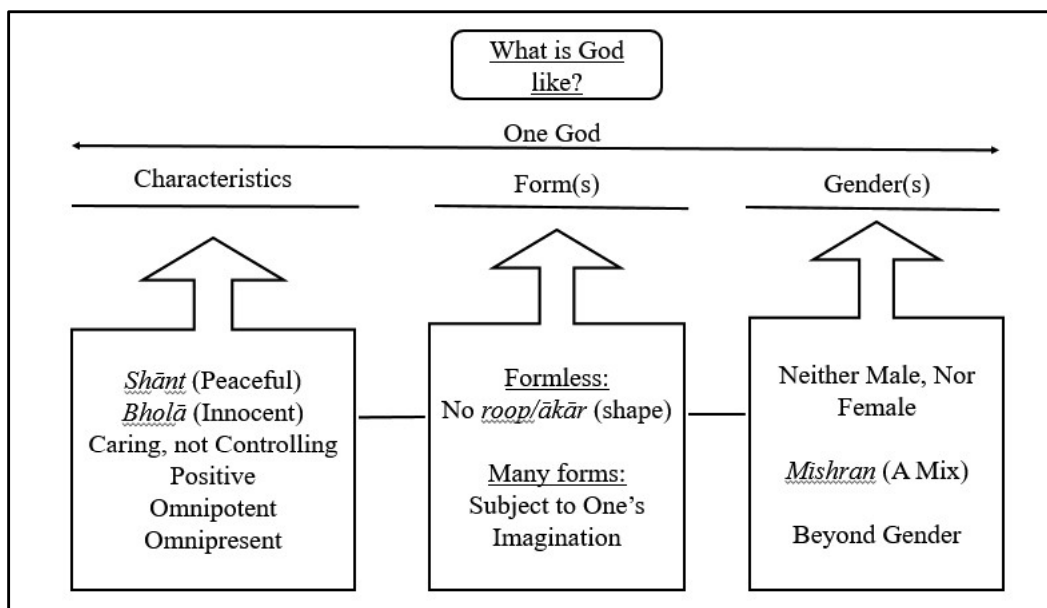 What is God
like?
One God
Characteristics
Form(s)
Gender(s)
Shānt (Peaceful)
Bholā (Innocent)
Caring, not Controlling
Positive
Omnipotent
Omnipresent
Formless:
No roop/ākār (shape)
Many forms:
Subject to One’s
Imagination
Neither Male, Nor
Female
Mishran (A Mix)
Beyond Gender